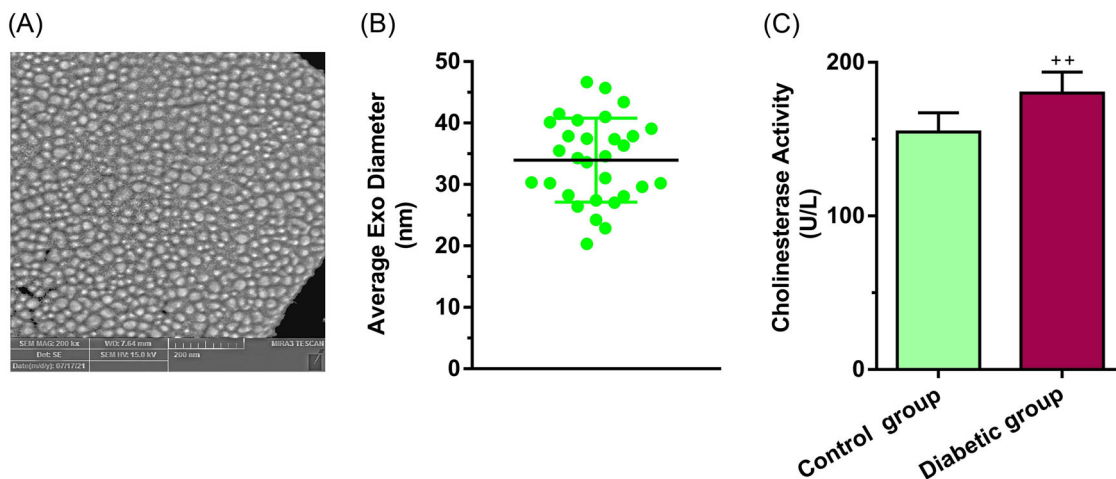 (A)
SEM MAG: 200 kx WD: 7.64 mm MIRA3 TESCAN
Det: SE SEM HV: 15.0 kV 200 nm
Date(m/d/y): 07/17/21
(B)
Average Exo Diameter
(nm)
50
40
30
20
10
0
(C)
Cholinesterase Activity
(U/L)
200
100
0
++
Control group
Diabetic group